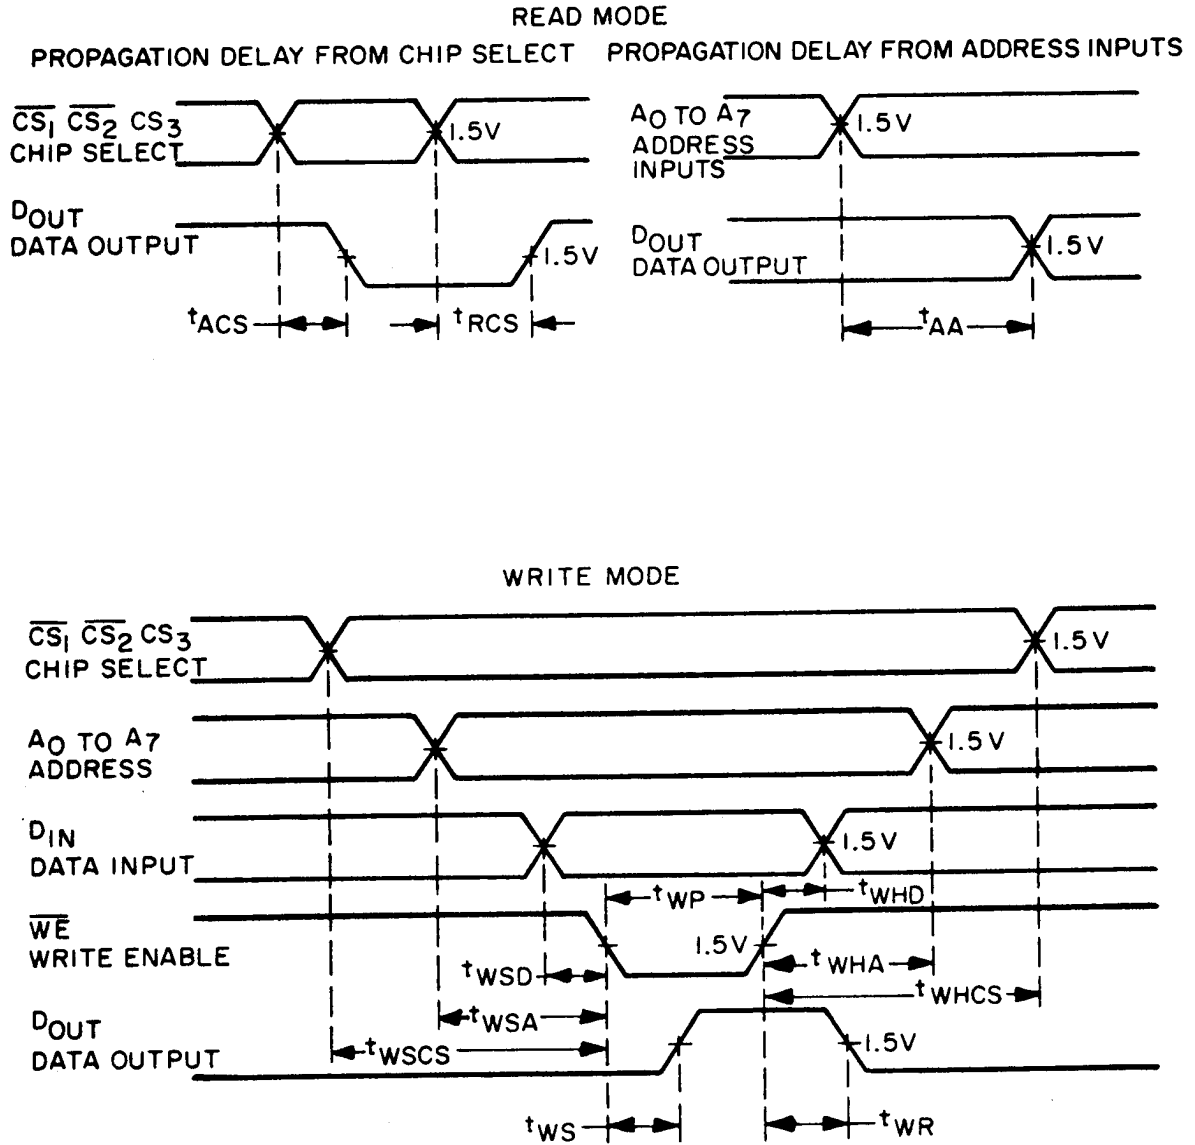 READ MODE
PROPAGATION DELAY FROM CHIP SELECT
CS1 CS2 CS3
CHIP SELECT
1.5V
DOUT
DATA OUTPUT
1.5V
tACS
tRCS
PROPAGATION DELAY FROM ADDRESS INPUTS
A0 TO A7
ADDRESS
INPUTS
1.5V
DOUT
DATA OUTPUT
1.5V
tAA
WRITE MODE
CS1 CS2 CS3
CHIP SELECT
1.5V
A0 TO A7
ADDRESS
1.5V
DIN
DATA INPUT
1.5V
tWP
tWHD
WE
WRITE ENABLE
1.5V
tWSD
tWHA
tWHCS
tWSA
DOUT
DATA OUTPUT
tWSCS
1.5V
tWS
tWR